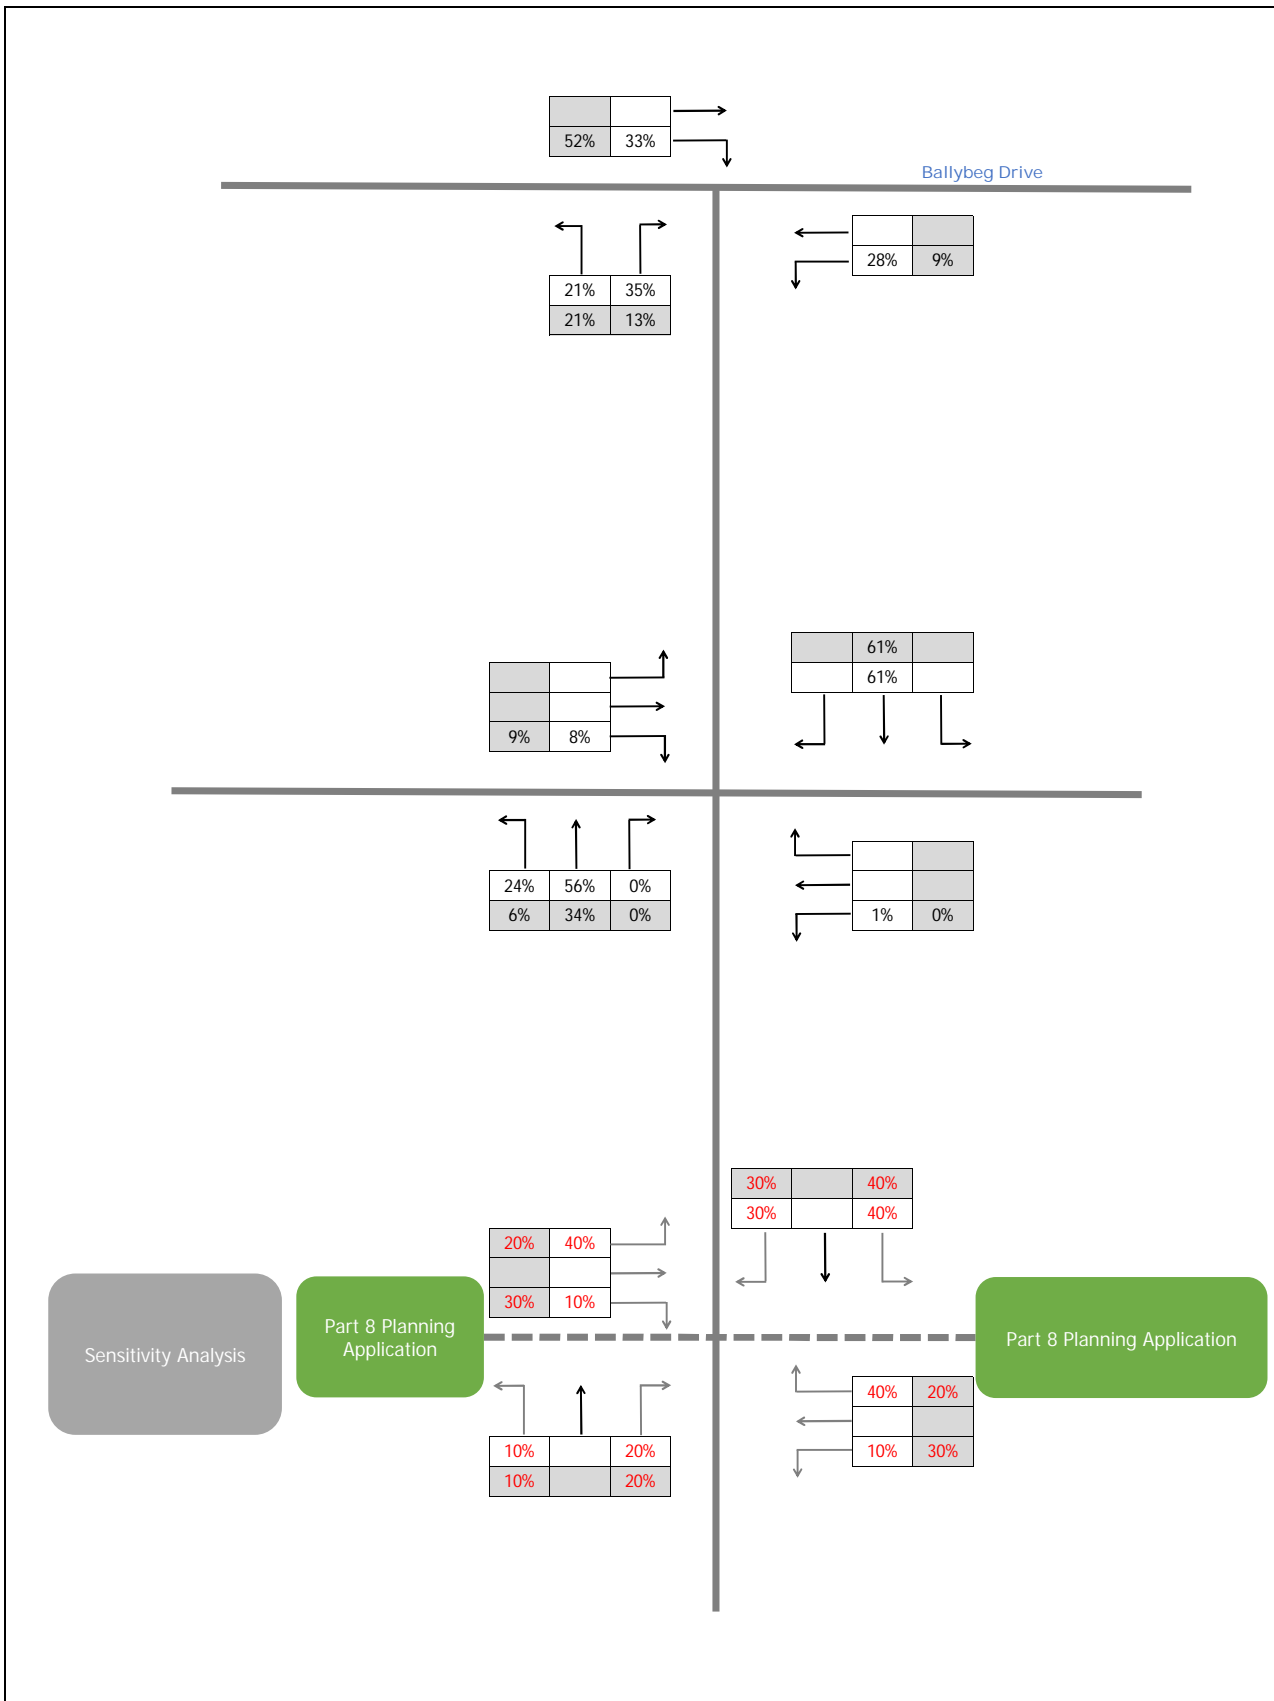 52% 33%
Ballybeg Drive
28% 9%
21% 35%
21% 13%
61%
61%
9% 8%
24% 56% 0%
6% 34% 0%
1% 0%
30% 40%
30% 40%
20% 40%
30% 10%
Sensitivity Analysis
Part 8 Planning
Application
Part 8 Planning Application
40% 20%
10% 30%
10% 20%
10% 20%